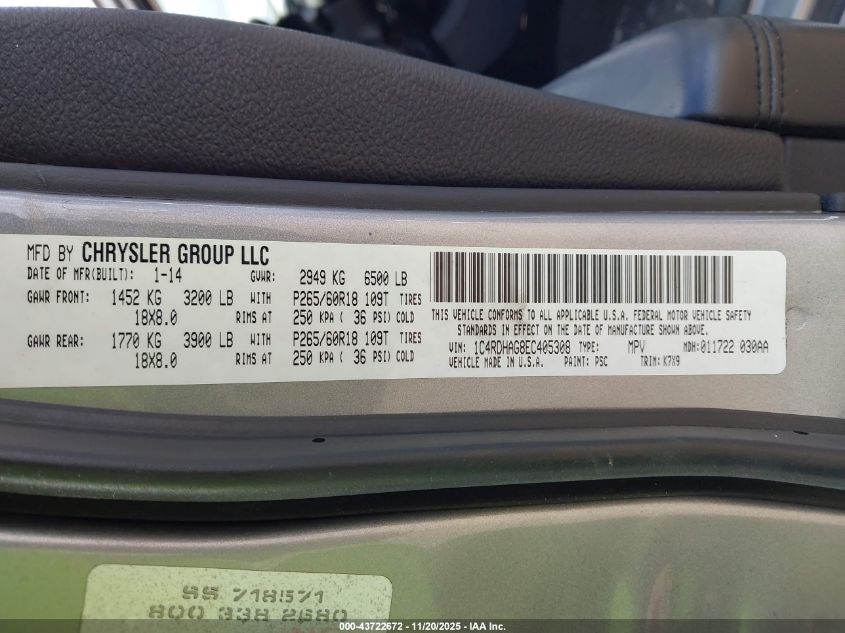 MFD BY CHRYSLER GROUP LLC
DATE OF MFR(BUILT): 1-14 GVWR: 2949 KG 6500 LB
GAWR FRONT: 1452 KG 3200 LB WITH P265/60R18 109T TIRES
18X8.0 RIMS AT 250 KPA ( 36 PSI) COLD
GAWR REAR: 1770 KG 3900 LB WITH P265/60R18 109T TIRES
18X8.0 RIMS AT 250 KPA ( 36 PSI) COLD
THIS VEHICLE CONFORMS TO ALL APPLICABLE U.S.A. FEDERAL MOTOR VEHICLE SAFETY
STANDARDS IN EFFECT ON THE DATE OF MANUFACTURE SHOWN ABOVE.
VIN: 1C4RDHAG8EC405308 TYPE: MPV MDH:011722 030AA
VEHICLE MADE IN U.S.A. PAINT: PSC TRIM: K7X9
SS 718571
800 338 2680
000-43722672 — 11/20/2025 — IAA Inc.